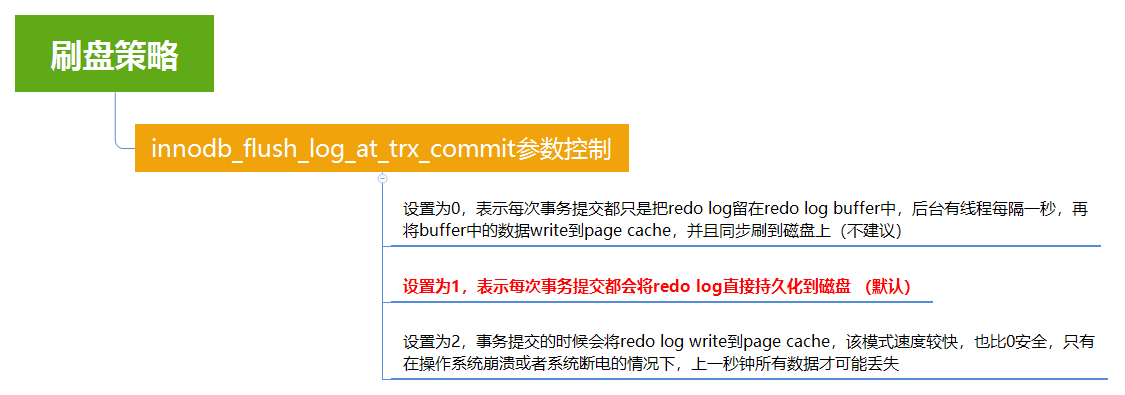 刷盘策略
innodb_flush_log_at_trx_commit参数控制
设置为0，表示每次事务提交都只是把redo log留在redo log buffer中，后台有线程每隔一秒，再
将buffer中的数据write到page cache，并且同步刷到磁盘上（不建议）
设置为1，表示每次事务提交都会将redo log直接持久化到磁盘 （默认）
设置为2，事务提交的时候会将redo log write到page cache，该模式速度较快，也比0安全，只有
在操作系统崩溃或者系统断电的情况下，上一秒钟所有数据才可能丢失